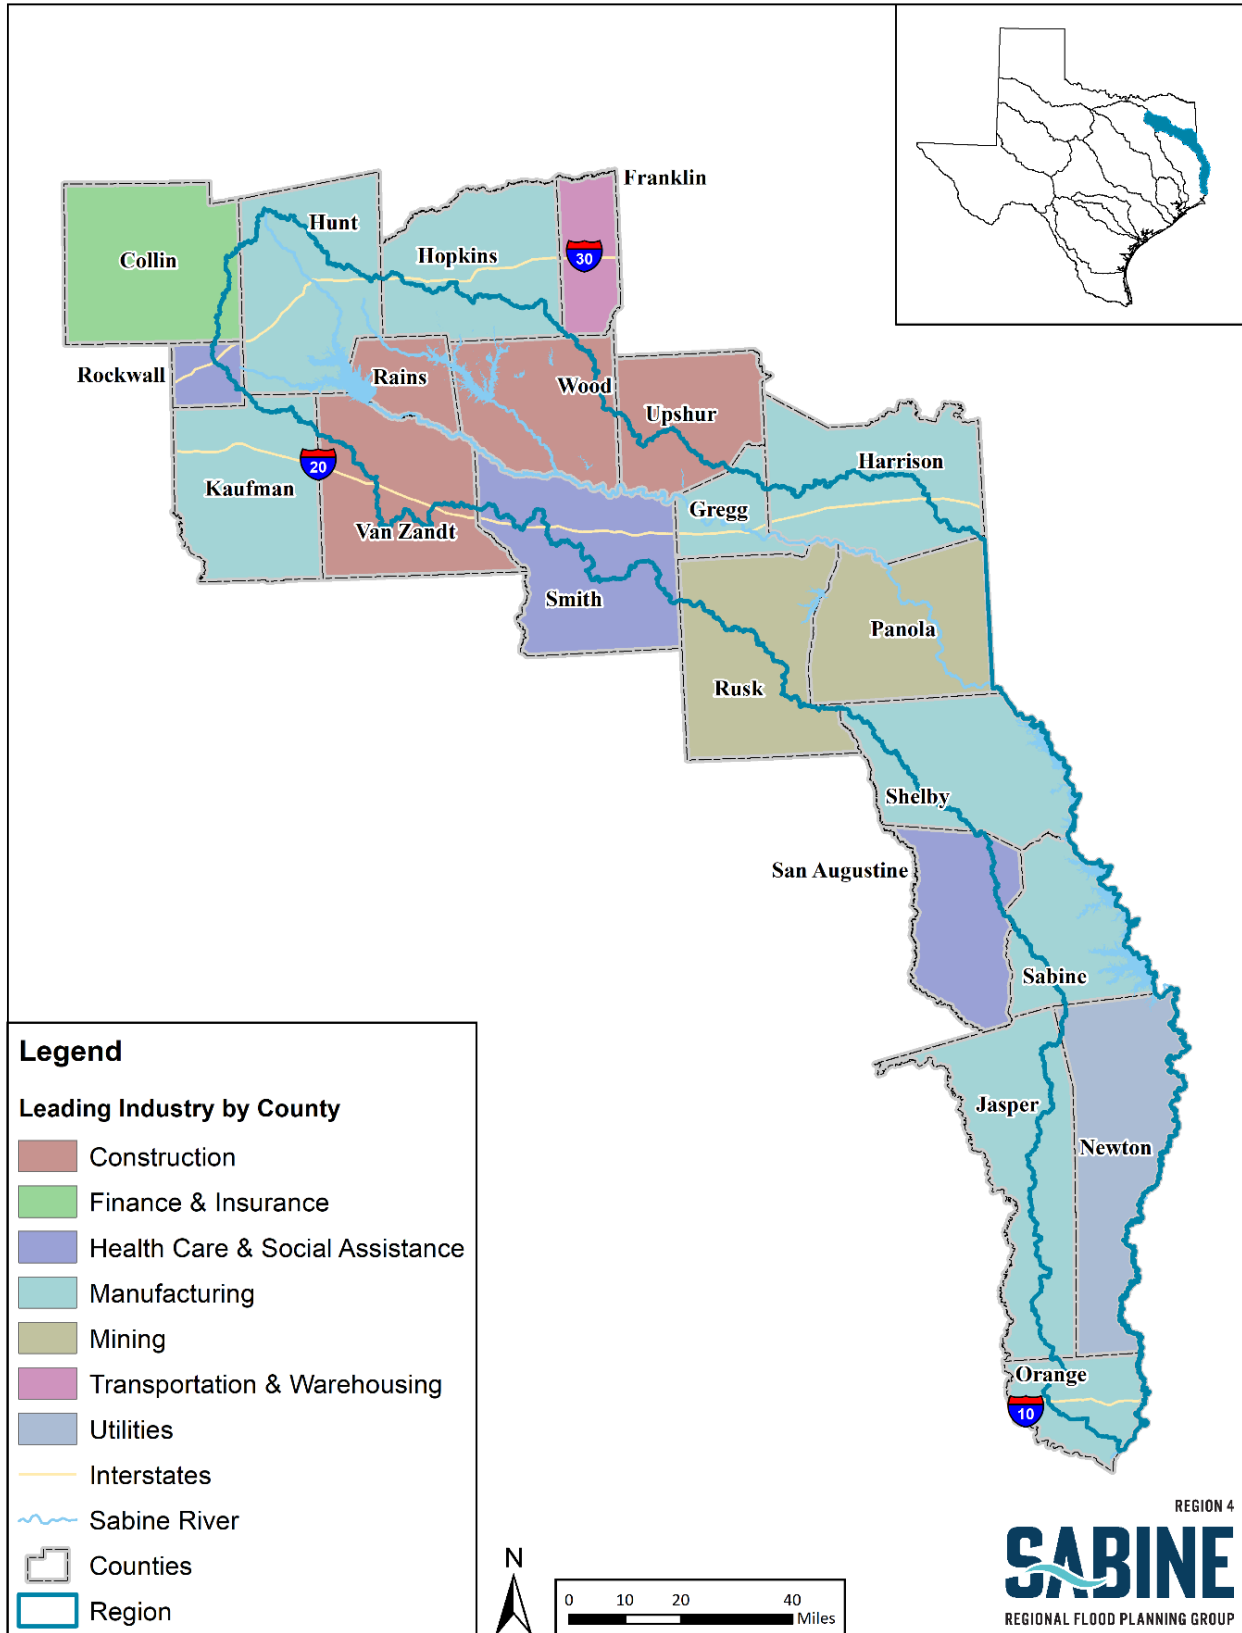 Franklin
Hunt
Hopkins
Collin
30
Rockwall
Rains
Wood
Upshur
Harrison
20
Kaufman
Gregg
Van Zandt
Smith
Panola
Rusk
Shelby
San Augustine
Sabine
Jasper
Newton
Orange
10
Legend
Leading Industry by County
Construction
Finance & Insurance
Health Care & Social Assistance
Manufacturing
Mining
Transportation & Warehousing
Utilities
Interstates
Sabine River
Counties
Region
N
0 10 20 40
Miles
REGION 4
SABINE
REGIONAL FLOOD PLANNING GROUP